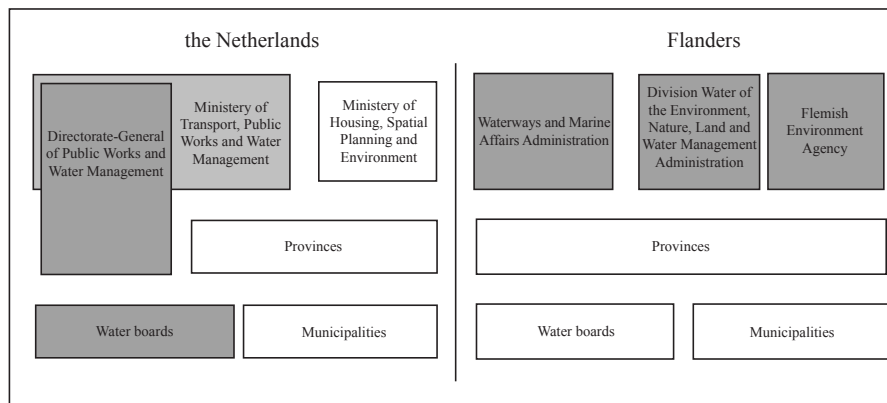 the Netherlands
Directorate-General
of Public Works and
Water Management
Ministery of
Transport, Public
Works and Water
Management
Ministery of
Housing, Spatial
Planning and
Environment
Provinces
Water boards
Municipalities
Flanders
Waterways and Marine
Affairs Administration
Division Water of
the Environment,
Nature, Land and
Water Management
Administration
Flemish
Environment
Agency
Provinces
Water boards
Municipalities